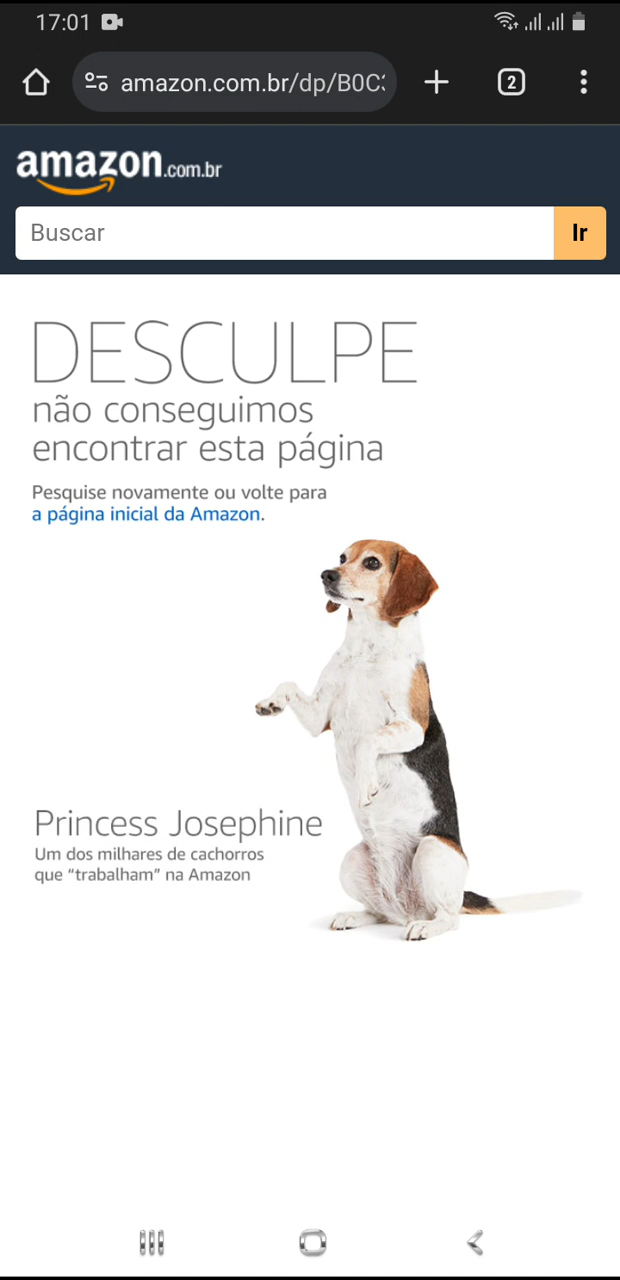 17:01
amazon.com.br/dp/B0C
2
amazon.com.br
Buscar
Ir
DESCULPE
não conseguimos
encontrar esta página
Pesquise novamente ou volte para
a página inicial da Amazon.
Princess Josephine
Um dos milhares de cachorros
que “trabalham” na Amazon